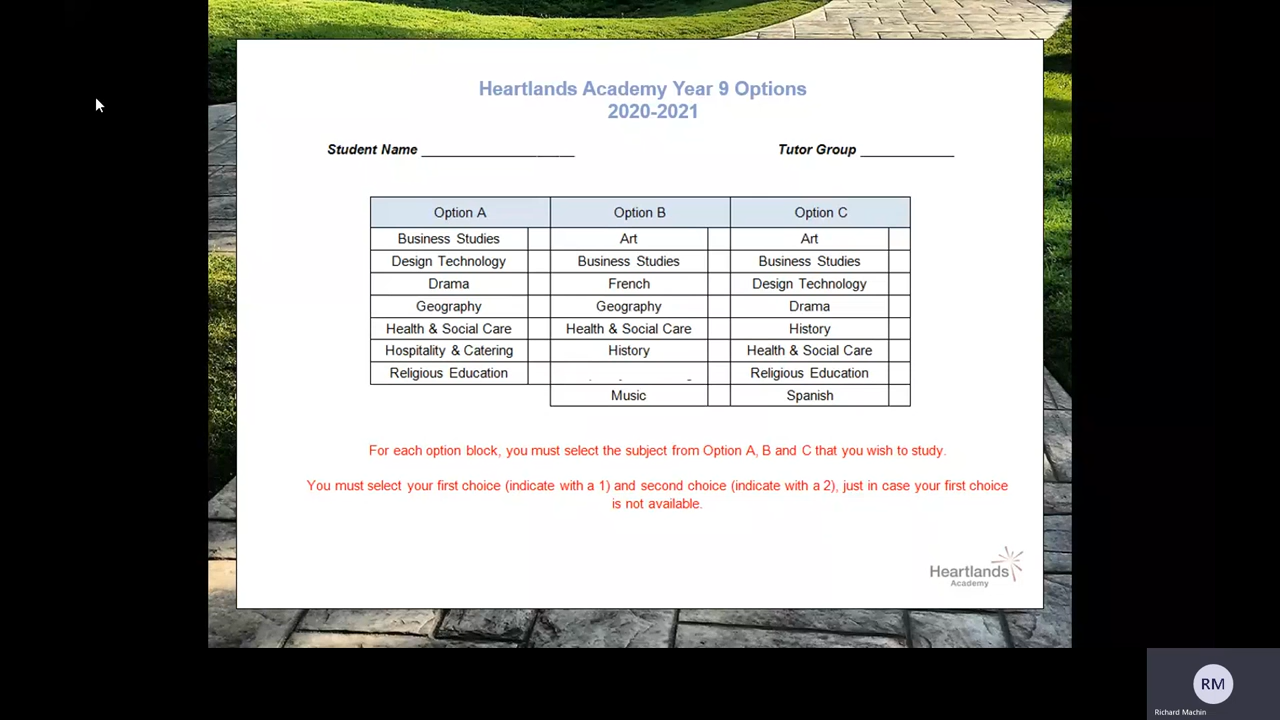 Heartlands Academy Year 9 Options
2020-2021
Student Name ____________________ Tutor Group ____________
Option A Option B Option C
Business Studies Art Art
Design Technology Business Studies Business Studies
Drama French Design Technology
Geography Geography Drama
Health & Social Care Health & Social Care History
Hospitality & Catering History Health & Social Care
Religious Education Religious Education
Music Spanish
For each option block, you must select the subject from Option A, B and C that you wish to study.
You must select your first choice (indicate with a 1) and second choice (indicate with a 2), just in case your first choice
is not available.
Heartlands
Academy
RM
Richard Machin